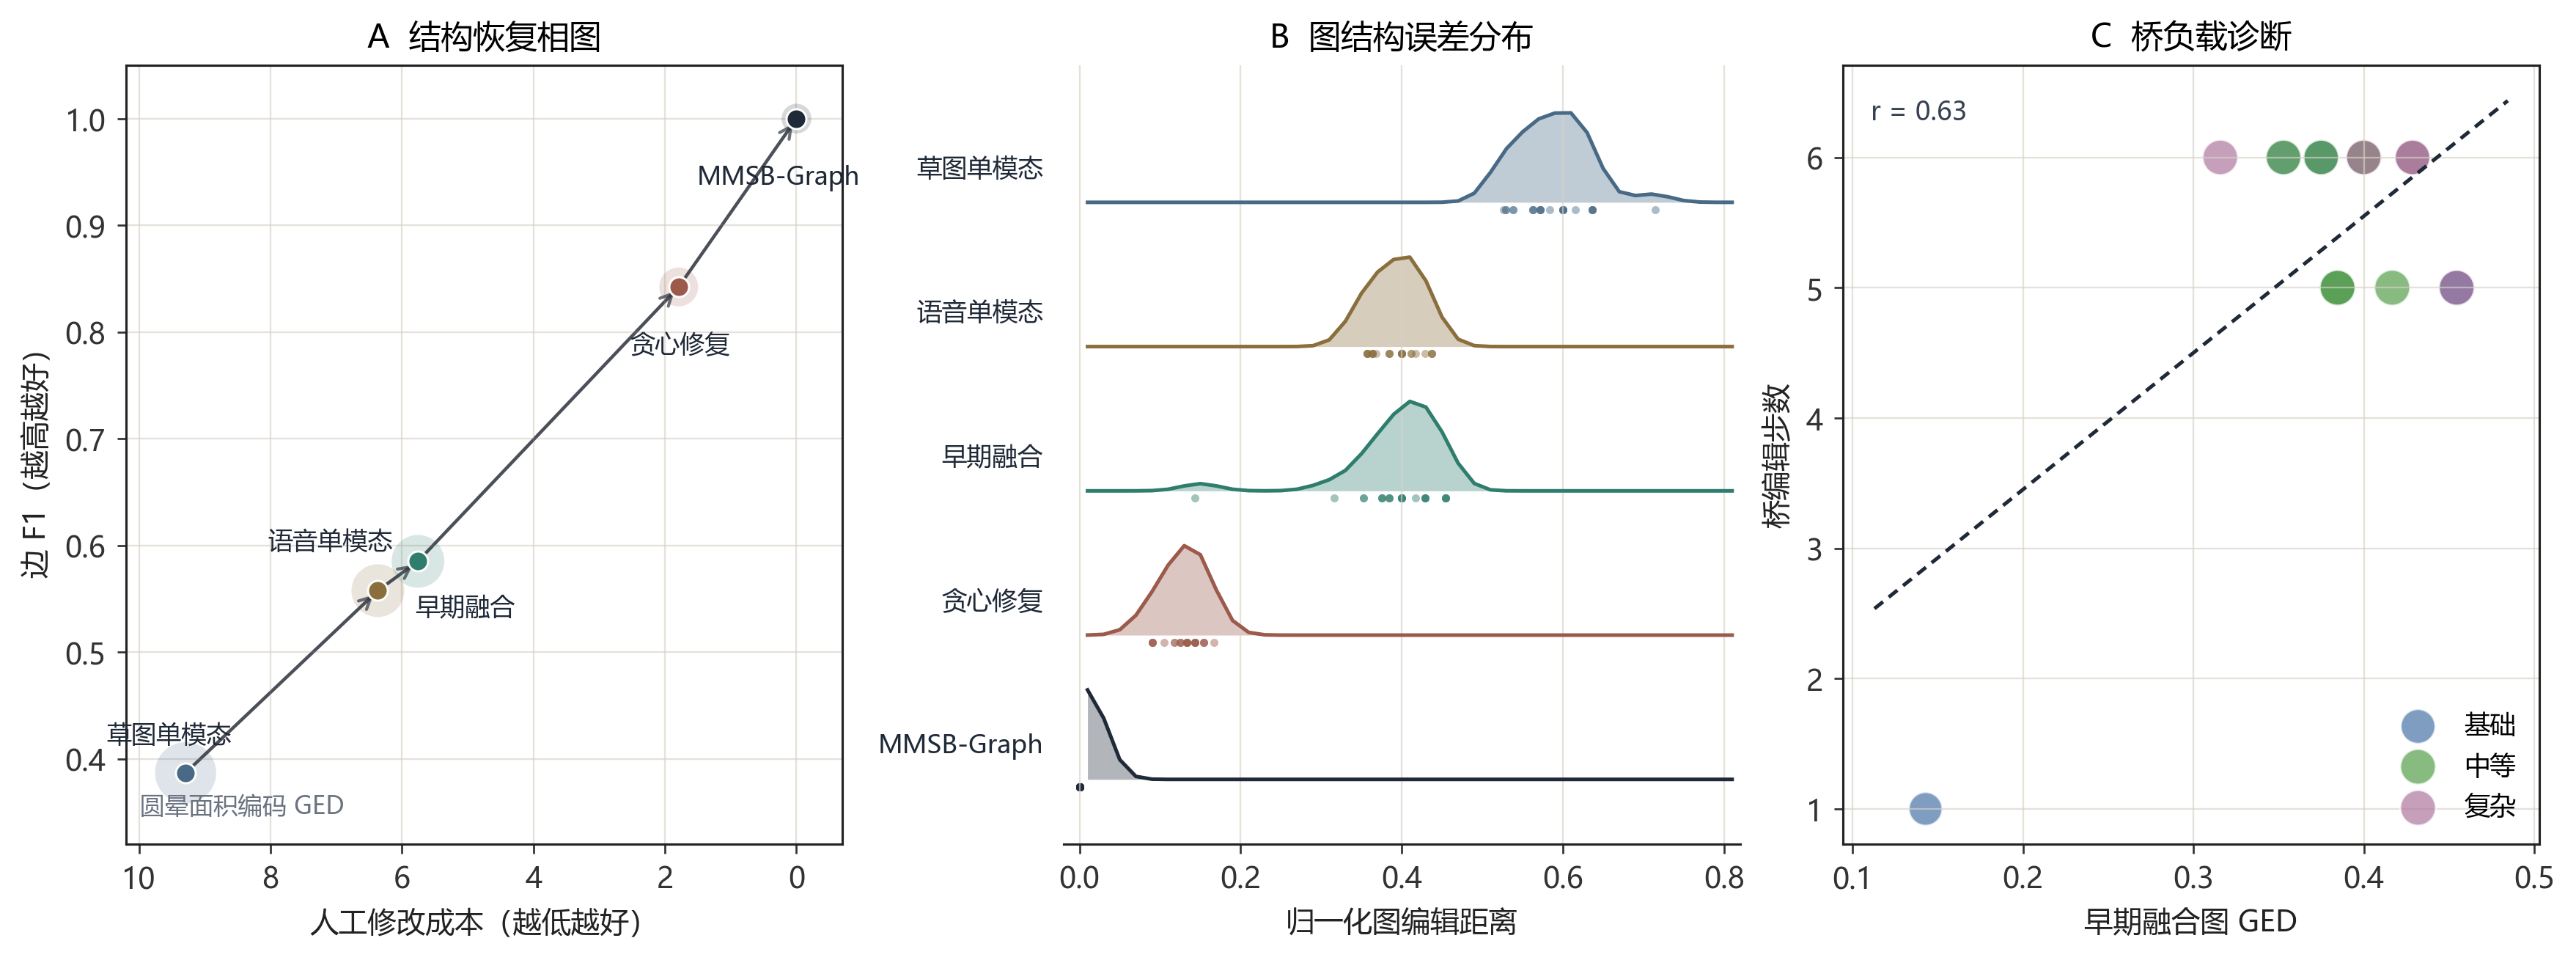 A 结构恢复相图
边 F1（越高越好）
1.0
0.9
0.8
0.7
0.6
0.5
0.4
MMSB-Graph
贪心修复
语音单模态
早期融合
草图单模态
圆晕面积编码 GED
10 8 6 4 2 0
人工修改成本（越低越好）
B 图结构误差分布
草图单模态
语音单模态
早期融合
贪心修复
MMSB-Graph
0.0 0.2 0.4 0.6 0.8
归一化图编辑距离
C 桥负载诊断
r = 0.63
桥编辑步数
6
5
4
3
2
1
基础
中等
复杂
0.1 0.2 0.3 0.4 0.5
早期融合图 GED